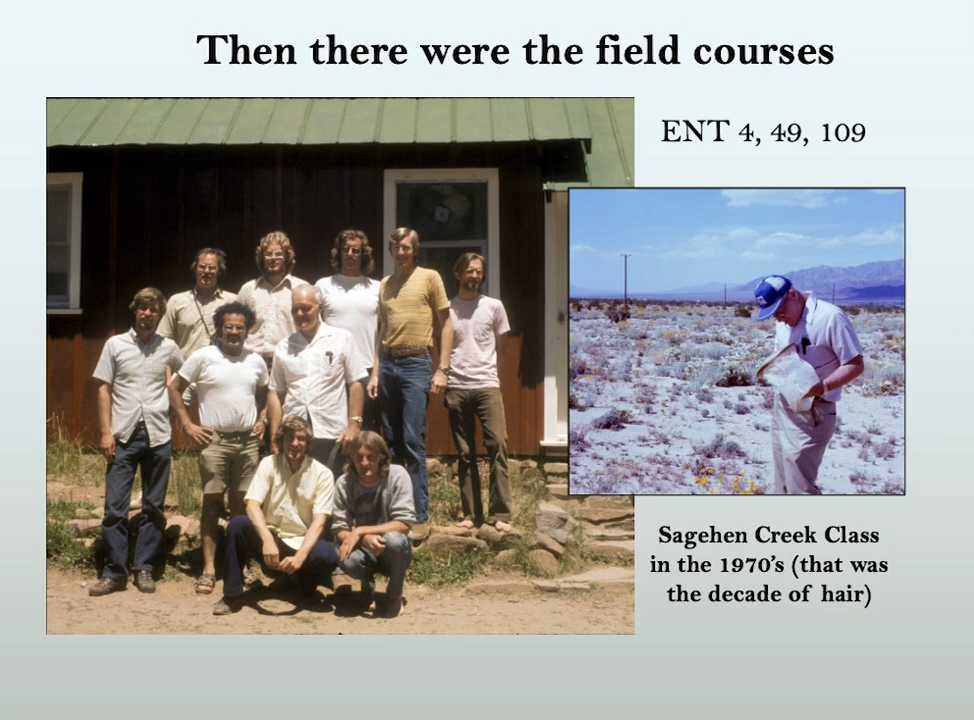 Then there were the field courses
ENT 4, 49, 109
Sagehen Creek Class
in the 1970's (that was
the decade of hair)